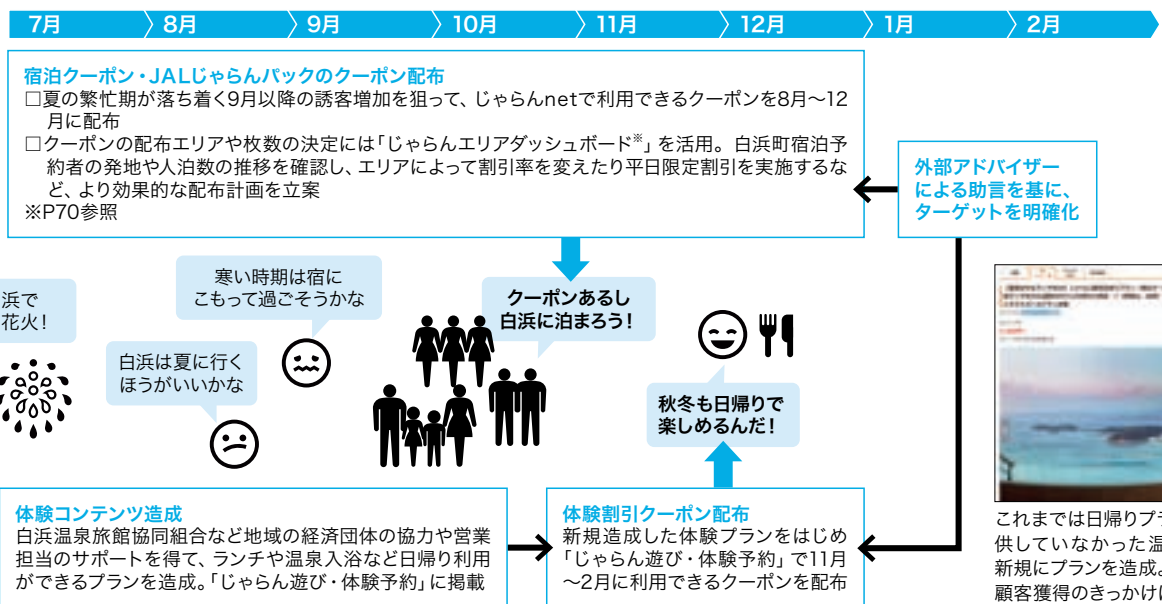 7月 8月 9月 10月 11月 12月 1月 2月
宿泊クーポン・JALじゃらんパックのクーポン配布
□夏の繁忙期が落ち着く9月以降の誘客増加を狙って、じゃらんnetで利用できるクーポンを8月～12
月に配布
□クーポンの配布エリアや枚数の決定には「じゃらんエリアダッシュボード※」を活用。白浜町宿泊予
約者の発地や人泊数の推移を確認し、エリアによって割引率を変えたり平日限定割引を実施するな
ど、より効果的な配布計画を立案
※P70参照
外部アドバイザー
による助言を基に、
ターゲットを明確化
浜で
花火！
寒い時期は宿に
こもって過ごそうかな
白浜は夏に行く
ほうがいいかな
クーポンあるし
白浜に泊まろう！
秋冬も日帰りで
楽しめるんだ！
体験コンテンツ造成
白浜温泉旅館協同組合など地域の経済団体の協力や営業
担当のサポートを得て、ランチや温泉入浴など日帰り利用
ができるプランを造成。「じゃらん遊び・体験予約」に掲載
体験割引クーポン配布
新規造成した体験プランをはじめ
「じゃらん遊び・体験予約」で11月
～2月に利用できるクーポンを配布
これまでは日帰りプラ
供していなかった温
新規にプランを造成。
顧客獲得のきっかけに